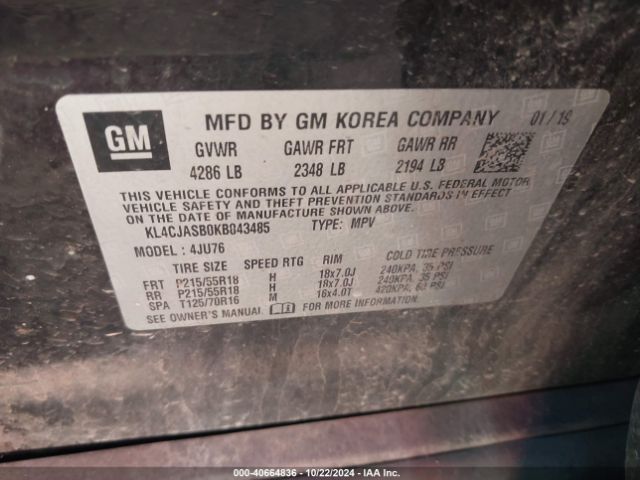 GM
MFD BY GM KOREA COMPANY 01/19
GVWR GAWR FRT GAWR RR
4286 LB 2348 LB 2194 LB
THIS VEHICLE CONFORMS TO ALL APPLICABLE U.S. FEDERAL MOTOR
VEHICLE SAFETY AND THEFT PREVENTION STANDARDS IN EFFECT
ON THE DATE OF MANUFACTURE SHOWN ABOVE.
KL4CJASB0KB043485 TYPE: MPV
MODEL: 4JU76
TIRE SIZE SPEED RTG RIM COLD TIRE PRESSURE
FRT P215/55R18 H 18x7.0J 240KPA, 35 PSI
RR P215/55R18 H 18x7.0J 240KPA, 35 PSI
SPA T125/70R16 M 16x4.0T 420KPA, 60 PSI
SEE OWNER'S MANUAL FOR MORE INFORMATION.
000-40664836 - 10/22/2024 - IAA Inc.